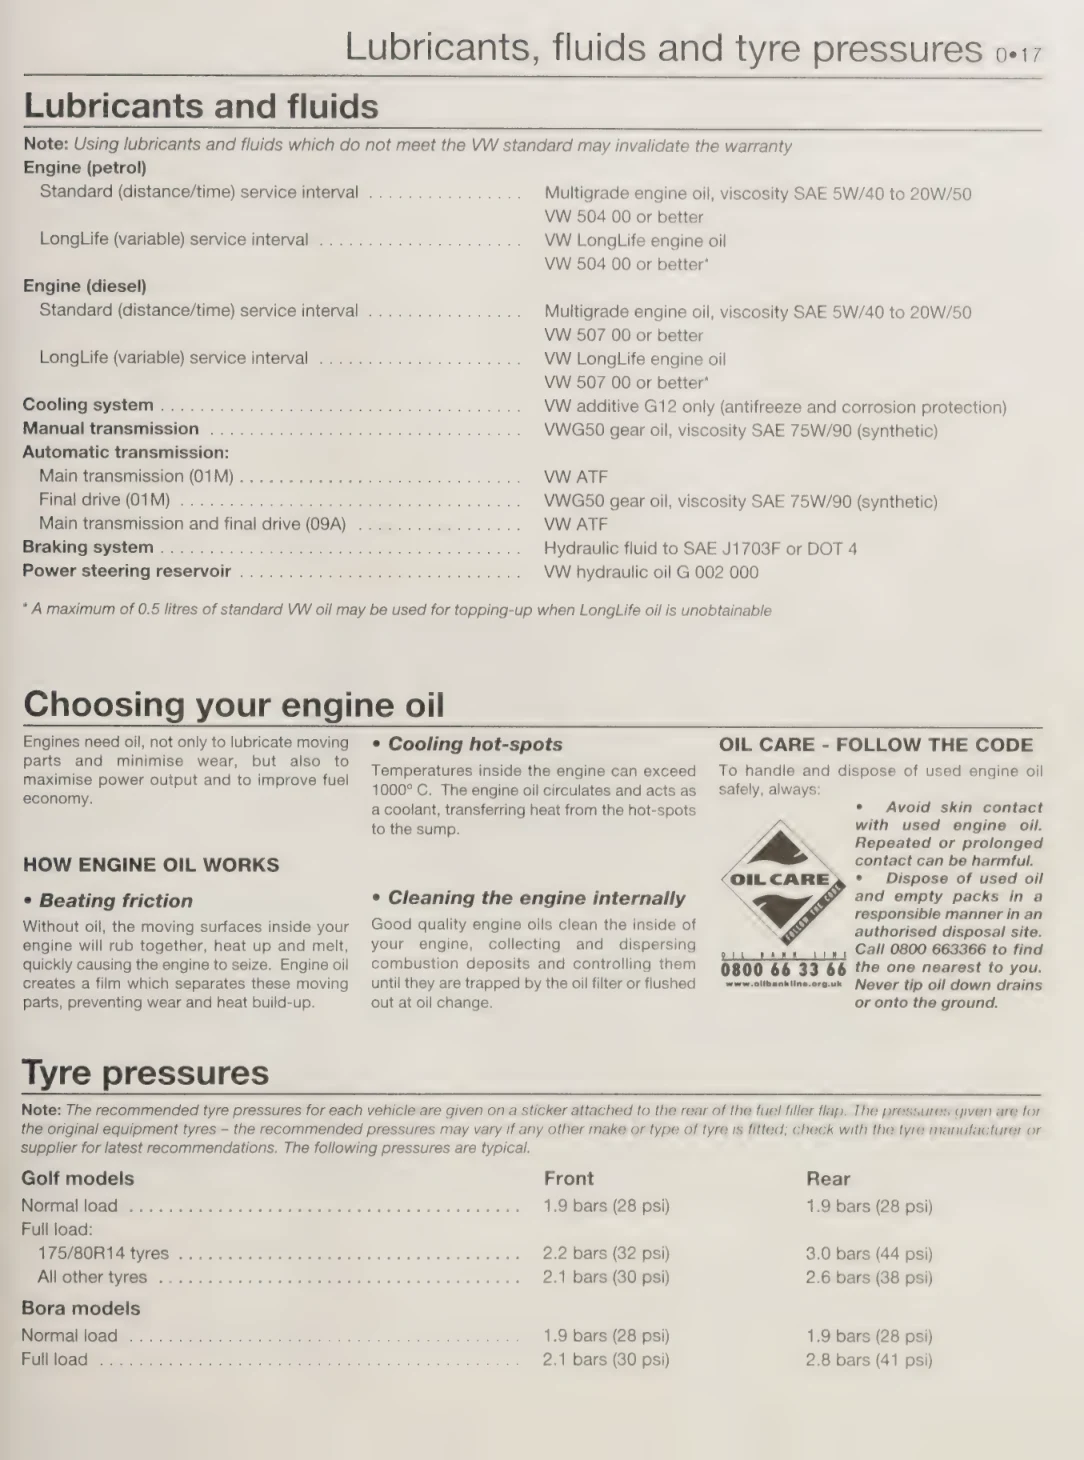 Lubricants, fluids and tyre pressures 0•17
Lubricants and fluids
Note: Using lubricants and fluids which do not meet the VW standard may invalidate the warranty
Engine (petrol)
Standard (distance/time) service interval . . . . . . . . . . . . . . . . Multigrade engine oil, viscosity SAE 5W/40 to 20W/50
VW 504 00 or better
LongLife (variable) service interval . . . . . . . . . . . . . . . . . . . . . VW LongLife engine oil
VW 504 00 or better*
Engine (diesel)
Standard (distance/time) service interval . . . . . . . . . . . . . . . . Multigrade engine oil, viscosity SAE 5W/40 to 20W/50
VW 507 00 or better
LongLife (variable) service interval . . . . . . . . . . . . . . . . . . . . . VW LongLife engine oil
VW 507 00 or better*
Cooling system . . . . . . . . . . . . . . . . . . . . . . . . . . . . . . . . . . . . . VW additive G12 only (antifreeze and corrosion protection)
Manual transmission . . . . . . . . . . . . . . . . . . . . . . . . . . . . . . . . VWG50 gear oil, viscosity SAE 75W/90 (synthetic)
Automatic transmission:
Main transmission (01M) . . . . . . . . . . . . . . . . . . . . . . . . . . . . . VW ATF
Final drive (01M) . . . . . . . . . . . . . . . . . . . . . . . . . . . . . . . . . . . VWG50 gear oil, viscosity SAE 75W/90 (synthetic)
Main transmission and final drive (09A) . . . . . . . . . . . . . . . . . VW ATF
Braking system . . . . . . . . . . . . . . . . . . . . . . . . . . . . . . . . . . . . . Hydraulic fluid to SAE J1703F or DOT 4
Power steering reservoir . . . . . . . . . . . . . . . . . . . . . . . . . . . . . VW hydraulic oil G 002 000
* A maximum of 0.5 litres of standard VW oil may be used for topping-up when LongLife oil is unobtainable
Choosing your engine oil
Engines need oil, not only to lubricate moving
parts and minimise wear, but also to
maximise power output and to improve fuel
economy.
HOW ENGINE OIL WORKS
• Beating friction
Without oil, the moving surfaces inside your
engine will rub together, heat up and melt,
quickly causing the engine to seize. Engine oil
creates a film which separates these moving
parts, preventing wear and heat build-up.
• Cooling hot-spots
Temperatures inside the engine can exceed
1000° C. The engine oil circulates and acts as
a coolant, transferring heat from the hot-spots
to the sump.
• Cleaning the engine internally
Good quality engine oils clean the inside of
your engine, collecting and dispersing
combustion deposits and controlling them
until they are trapped by the oil filter or flushed
out at oil change.
OIL CARE - FOLLOW THE CODE
To handle and dispose of used engine oil
safely, always:
OIL CARE
FOLLOW THE CODE
OIL BANK LINE
0800 66 33 66
www.oilbankline.org.uk
• Avoid skin contact
with used engine oil.
Repeated or prolonged
contact can be harmful.
• Dispose of used oil
and empty packs in a
responsible manner in an
authorised disposal site.
Call 0800 663366 to find
the one nearest to you.
Never tip oil down drains
or onto the ground.
Tyre pressures
Note: The recommended tyre pressures for each vehicle are given on a sticker attached to the rear of the fuel filler flap. The pressures given are for
the original equipment tyres – the recommended pressures may vary if any other make or type of tyre is fitted; check with the tyre manufacturer or
supplier for latest recommendations. The following pressures are typical.
Golf models Front Rear
Normal load . . . . . . . . . . . . . . . . . . . . . . . . . . . . . . . . . . . . . . . . 1.9 bars (28 psi) 1.9 bars (28 psi)
Full load:
175/80R14 tyres . . . . . . . . . . . . . . . . . . . . . . . . . . . . . . . . . . . 2.2 bars (32 psi) 3.0 bars (44 psi)
All other tyres . . . . . . . . . . . . . . . . . . . . . . . . . . . . . . . . . . . . . 2.1 bars (30 psi) 2.6 bars (38 psi)
Bora models
Normal load . . . . . . . . . . . . . . . . . . . . . . . . . . . . . . . . . . . . . . . . 1.9 bars (28 psi) 1.9 bars (28 psi)
Full load . . . . . . . . . . . . . . . . . . . . . . . . . . . . . . . . . . . . . . . . . . . 2.1 bars (30 psi) 2.8 bars (41 psi)